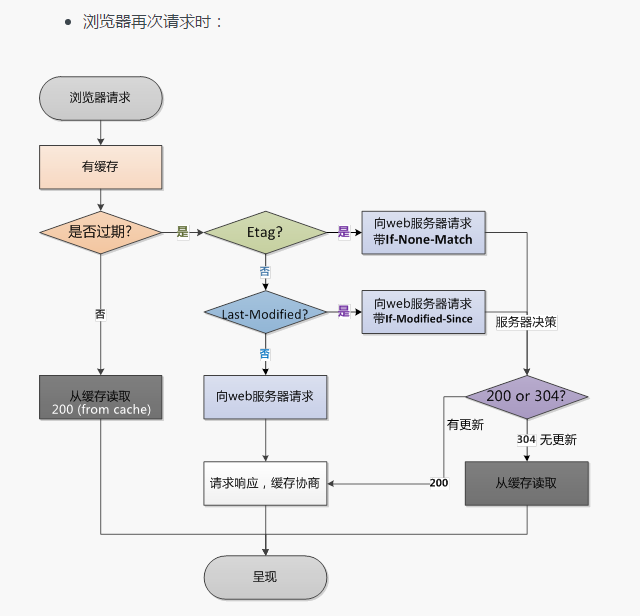 浏览器再次请求时：
浏览器请求
有缓存
是否过期?
是
Etag?
是
向web服务器请求
带If-None-Match
否
否
Last-Modified?
是
向web服务器请求
带If-Modified-Since
服务器决策
否
从缓存读取
200 (from cache)
向web服务器请求
200 or 304?
有更新
304 无更新
请求响应，缓存协商
200
从缓存读取
呈现